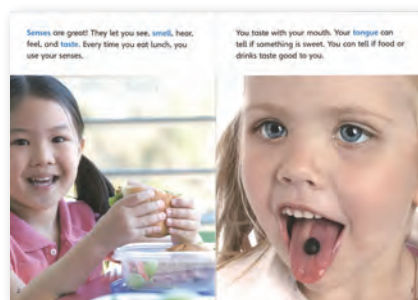 Senses are great! They let you see, smell, hear,
feel, and taste. Every time you eat lunch, you
use your senses.
You taste with your mouth. Your tongue can
tell if something is sweet. You can tell if food or
drinks taste good to you.